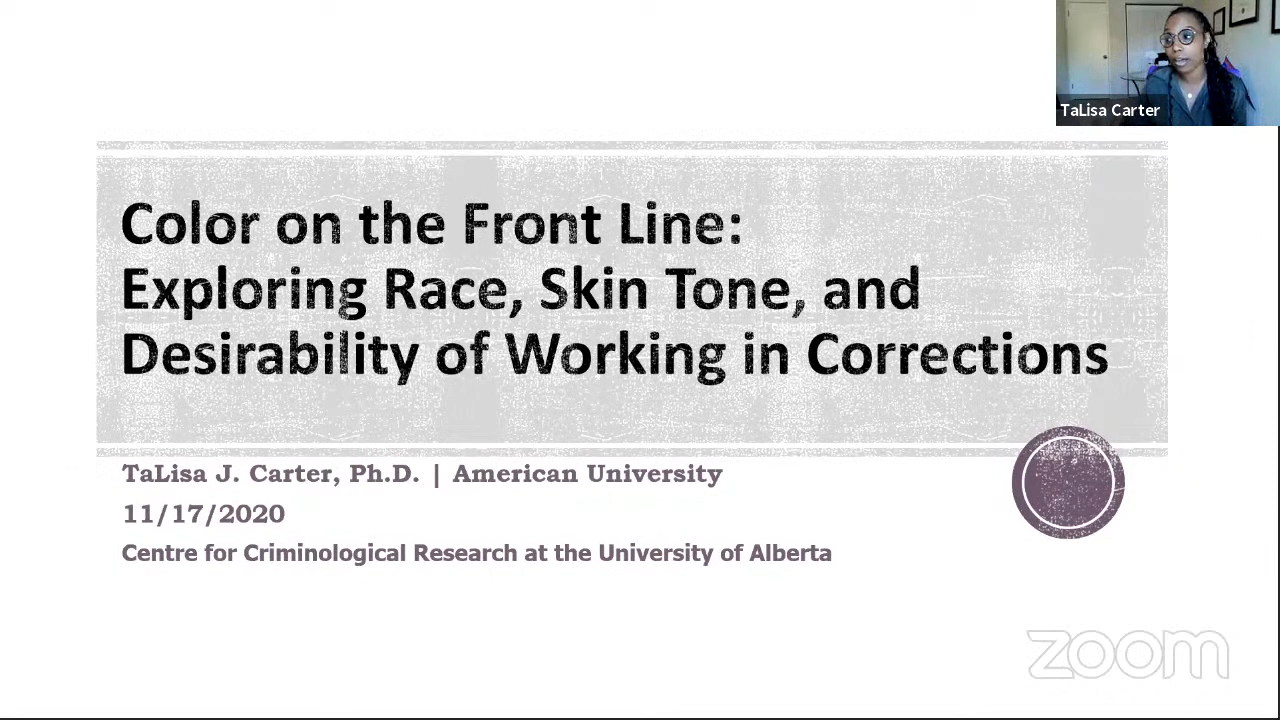 TaLisa Carter
Color on the Front Line:
Exploring Race, Skin Tone, and
Desirability of Working in Corrections
TaLisa J. Carter, Ph.D. | American University
11/17/2020
Centre for Criminological Research at the University of Alberta
zoom